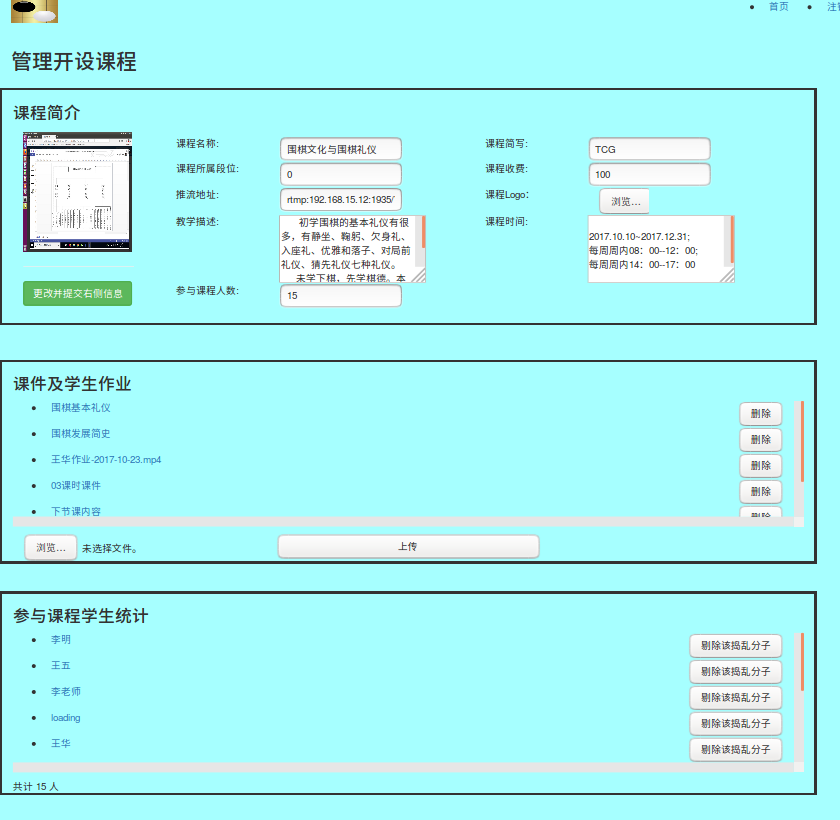 首页
管理开设课程
课程简介
课程名称: 围棋文化与围棋礼仪 课程简写: TCG
课程所属段位: 0 课程收费: 100
推流地址: rtmp:192.168.15.12:1935/ 课程Logo: 浏览…
教学描述:
初学围棋的基本礼仪有很
多，有静坐、鞠躬、欠身礼、
入座礼、优雅和落子、对局前
礼仪、猜先礼仪七种礼仪。
未学下棋，先学棋德。本
课程时间:
2017.10.10~2017.12.31;
每周周内08：00--12：00;
每周周内14：00--17：00
更改并提交右侧信息
参与课程人数: 15
课件及学生作业
围棋基本礼仪 删除
围棋发展简史 删除
王华作业-2017-10-23.mp4 删除
03课时课件 删除
下节课内容 删除
浏览… 未选择文件。 上传
参与课程学生统计
李明 剔除该捣乱分子
王五 剔除该捣乱分子
李老师 剔除该捣乱分子
loading 剔除该捣乱分子
王华 剔除该捣乱分子
共计 15 人